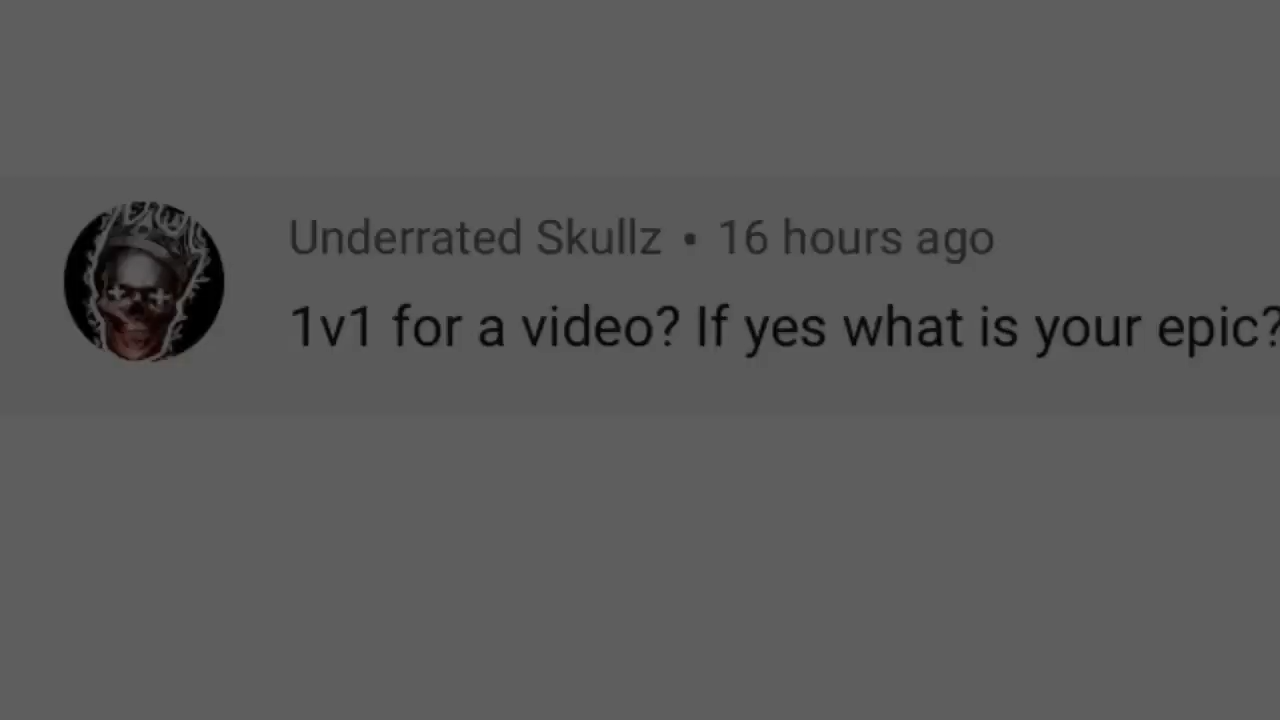 Underrated Skullz • 16 hours ago
1v1 for a video? If yes what is your epic?